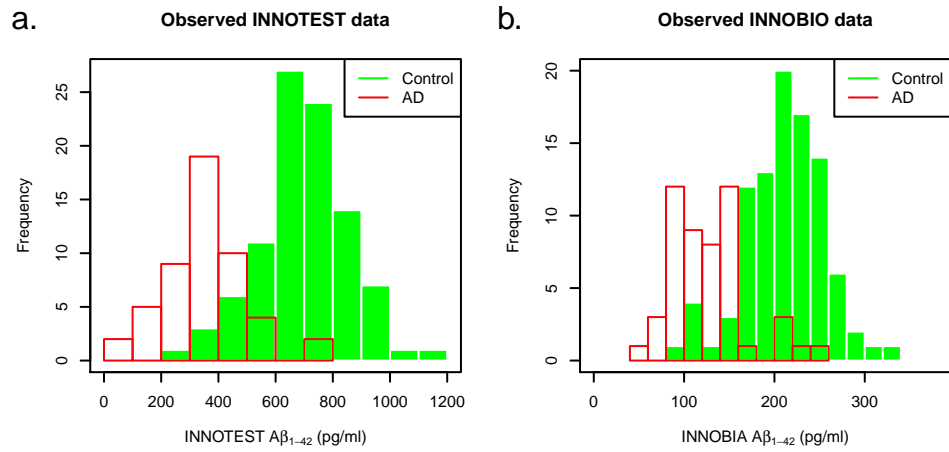 a.
Observed INNOTEST data
Control
AD
Frequency
0
5
10
15
20
25
0 200 400 600 800 1000 1200
INNOTEST Aβ1−42 (pg/ml)
b.
Observed INNOBIO data
Control
AD
Frequency
0
5
10
15
20
0 100 200 300
INNOBIA Aβ1−42 (pg/ml)